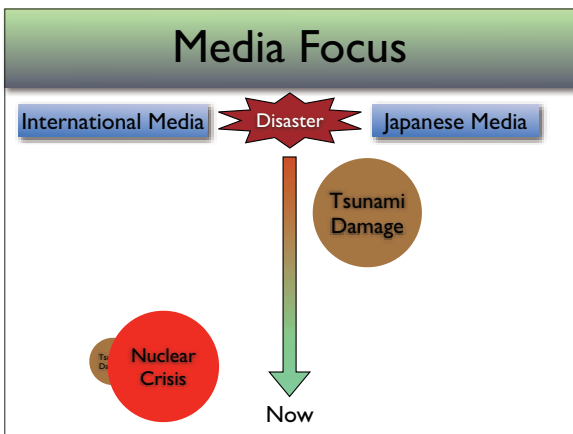 Media Focus
International Media
Disaster
Japanese Media
Tsunami
Damage
Nuclear
Crisis
Now